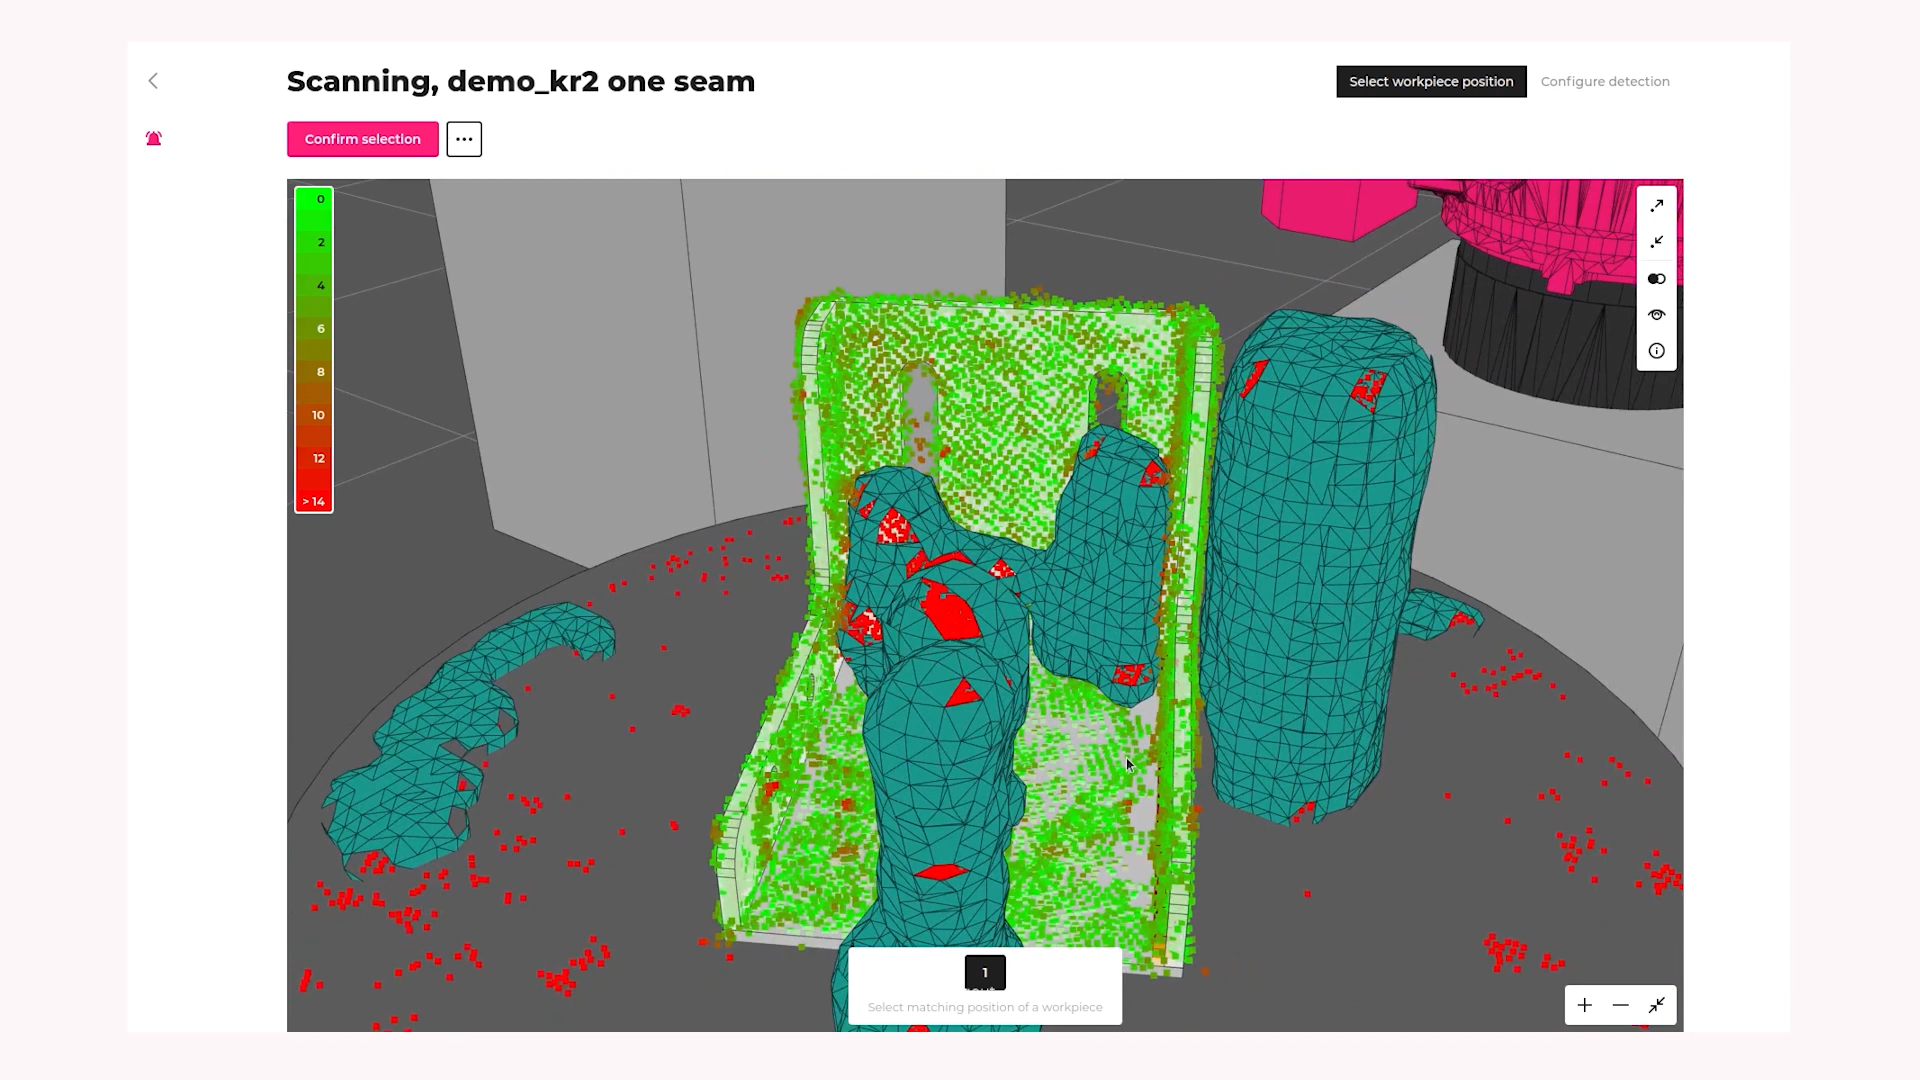 Scanning, demo_kr2 one seam
Select workpiece position
Configure detection
Confirm selection
0
2
4
6
8
10
12
> 14
1
Select matching position of a workpiece